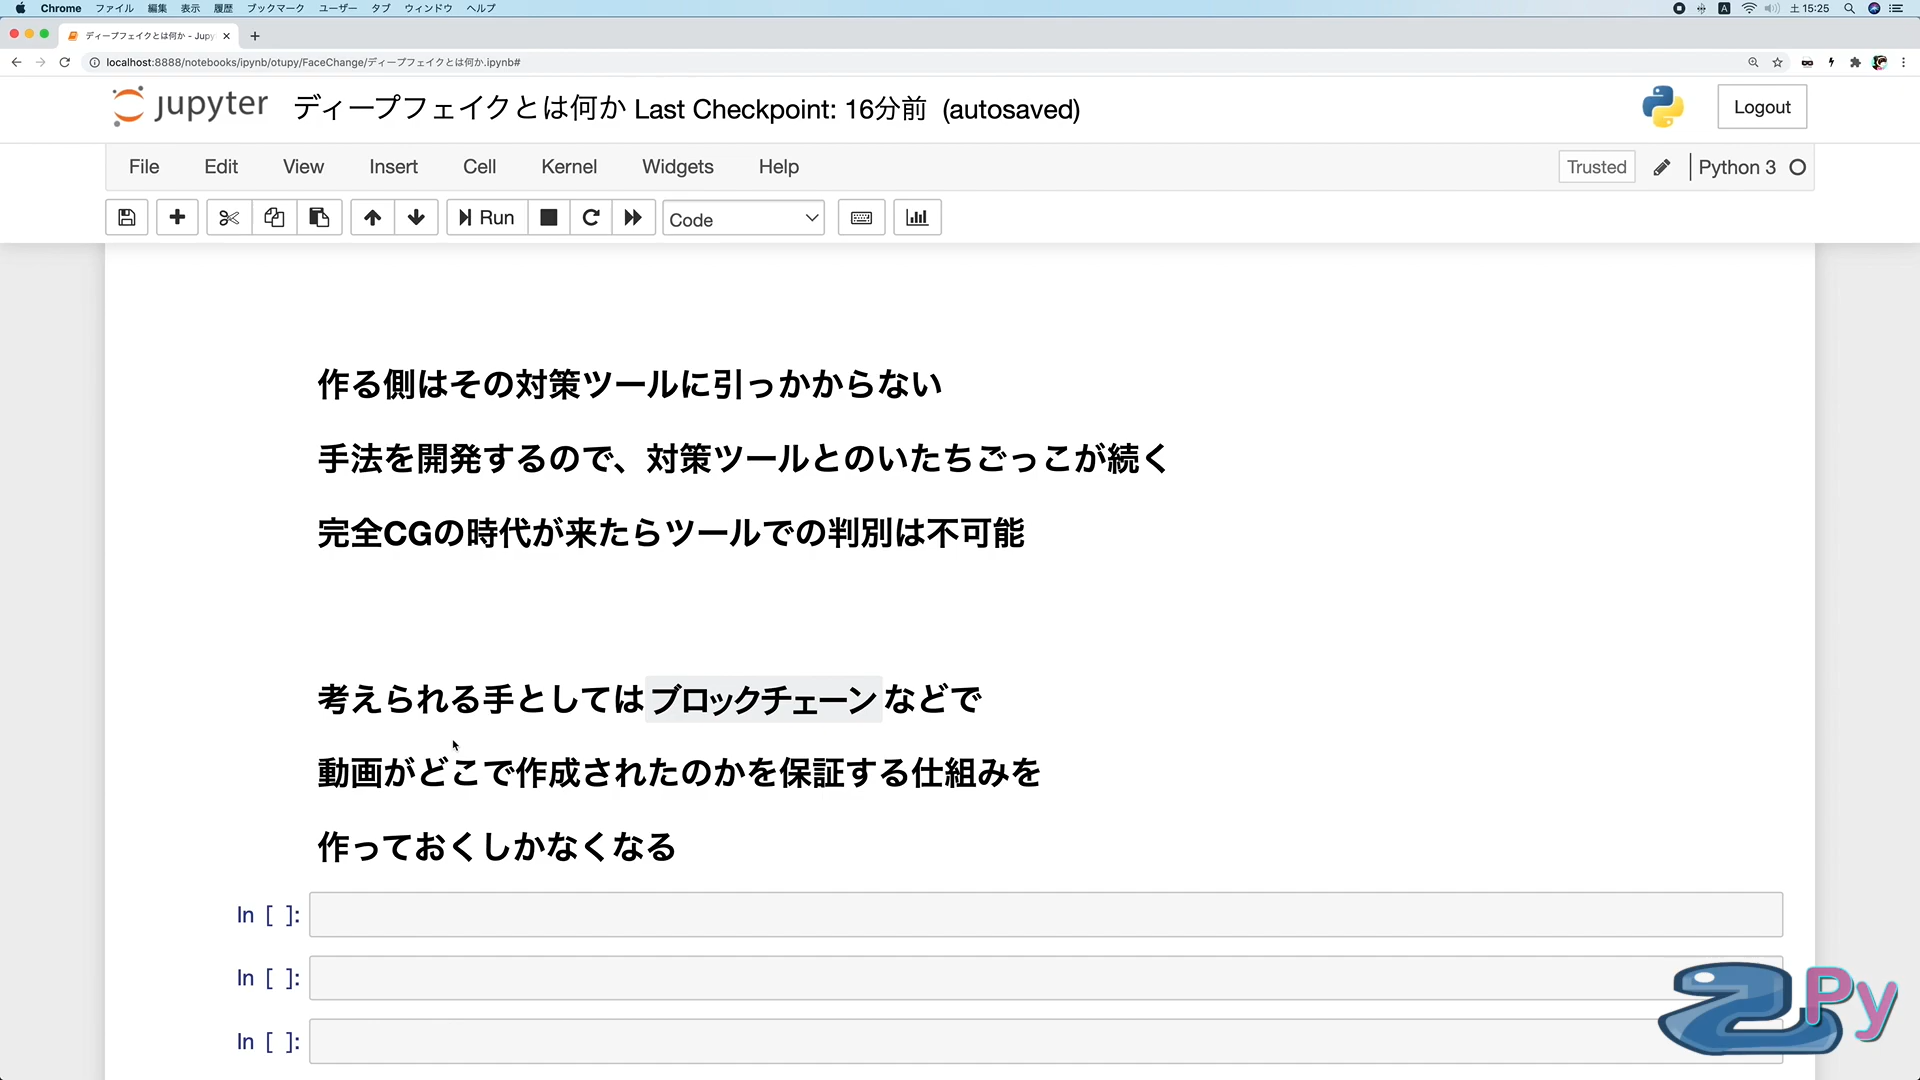 Chrome ファイル 編集 表示 履歴 ブックマーク ユーザー タブ ウィンドウ ヘルプ A 土15:25
ディープフェイクとは何か - Jupy
localhost:8888/notebooks/ipynb/otupy/FaceChange/ディープフェイクとは何か.ipynb#
jupyter ディープフェイクとは何か Last Checkpoint: 16分前 (autosaved) Logout
File Edit View Insert Cell Kernel Widgets Help Trusted Python 3
Run Code
作る側はその対策ツールに引っかからない
手法を開発するので、対策ツールとのいたちごっこが続く
完全CGの時代が来たらツールでの判別は不可能
考えられる手としてはブロックチェーンなどで
動画がどこで作成されたのかを保証する仕組みを
作っておくしかなくなる
In [ ]:
In [ ]:
In [ ]:
Py